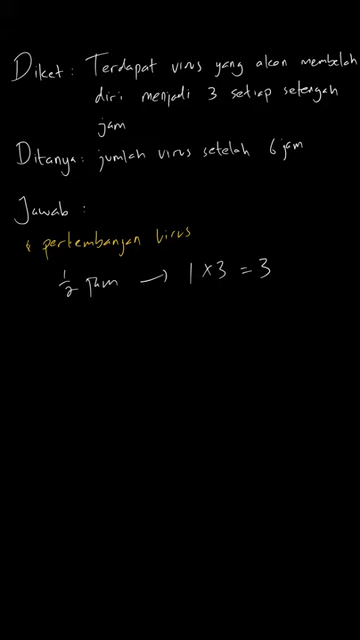 Diket : Terdapat virus yang akan membelah
diri menjadi 3 setiap setengah
jam
Ditanya : jumlah virus setelah 6 jam
Jawab :
* perkembangan virus
1/2 jam → 1 × 3 = 3